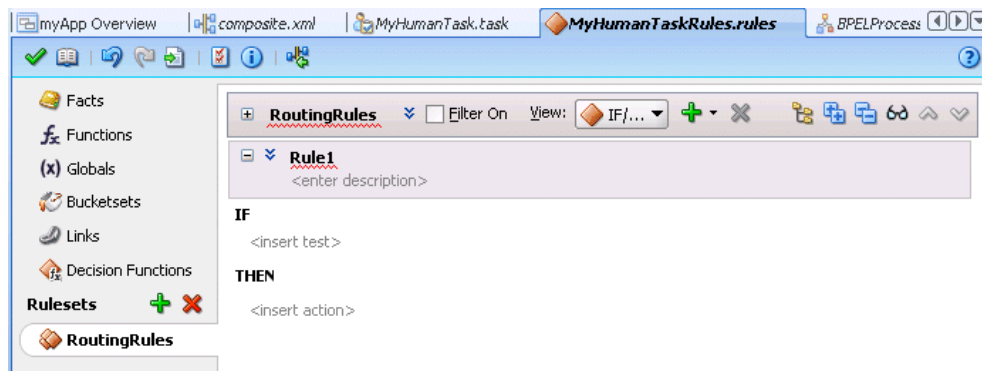 myApp Overview
composite.xml
MyHumanTask.task
MyHumanTaskRules.rules
BPELProcess
Facts
Functions
(x) Globals
Bucketsets
Links
Decision Functions
Rulesets
RoutingRules
RoutingRules
Filter On
View:
IF/...
Rule1
<enter description>
IF
<insert test>
THEN
<insert action>